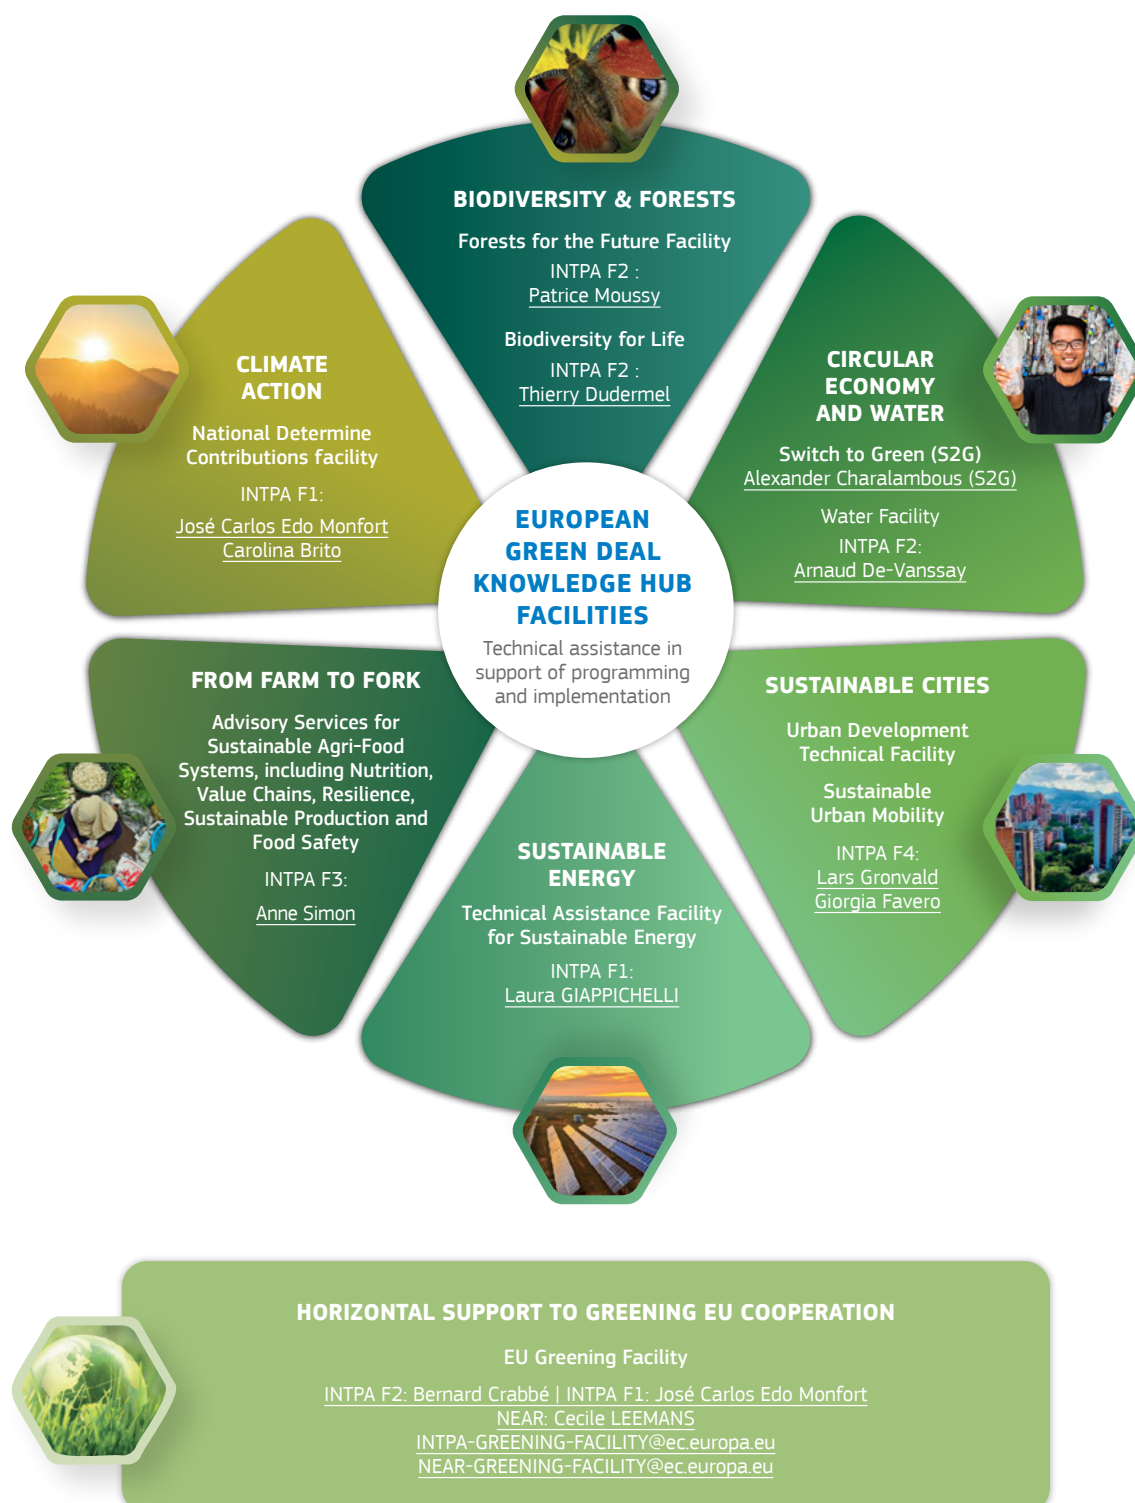 BIODIVERSITY & FORESTS
Forests for the Future Facility
INTPA F2 :
Patrice Moussy
Biodiversity for Life
INTPA F2 :
Thierry Dudermel
CIRCULAR
ECONOMY
AND WATER
Switch to Green (S2G)
Alexander Charalambous (S2G)
Water Facility
INTPA F2:
Arnaud De-Vanssay
CLIMATE
ACTION
National Determine
Contributions facility
INTPA F1:
José Carlos Edo Monfort
Carolina Brito
EUROPEAN
GREEN DEAL
KNOWLEDGE HUB
FACILITIES
Technical assistance in
support of programming
and implementation
FROM FARM TO FORK
Advisory Services for
Sustainable Agri-Food
Systems, including Nutrition,
Value Chains, Resilience,
Sustainable Production and
Food Safety
INTPA F3:
Anne Simon
SUSTAINABLE CITIES
Urban Development
Technical Facility
Sustainable
Urban Mobility
INTPA F4:
Lars Gronvald
Giorgia Favero
SUSTAINABLE
ENERGY
Technical Assistance Facility
for Sustainable Energy
INTPA F1:
Laura GIAPPICHELLI
HORIZONTAL SUPPORT TO GREENING EU COOPERATION
EU Greening Facility
INTPA F2: Bernard Crabbé | INTPA F1: José Carlos Edo Monfort
NEAR: Cecile LEEMANS
INTPA-GREENING-FACILITY@ec.europa.eu
NEAR-GREENING-FACILITY@ec.europa.eu